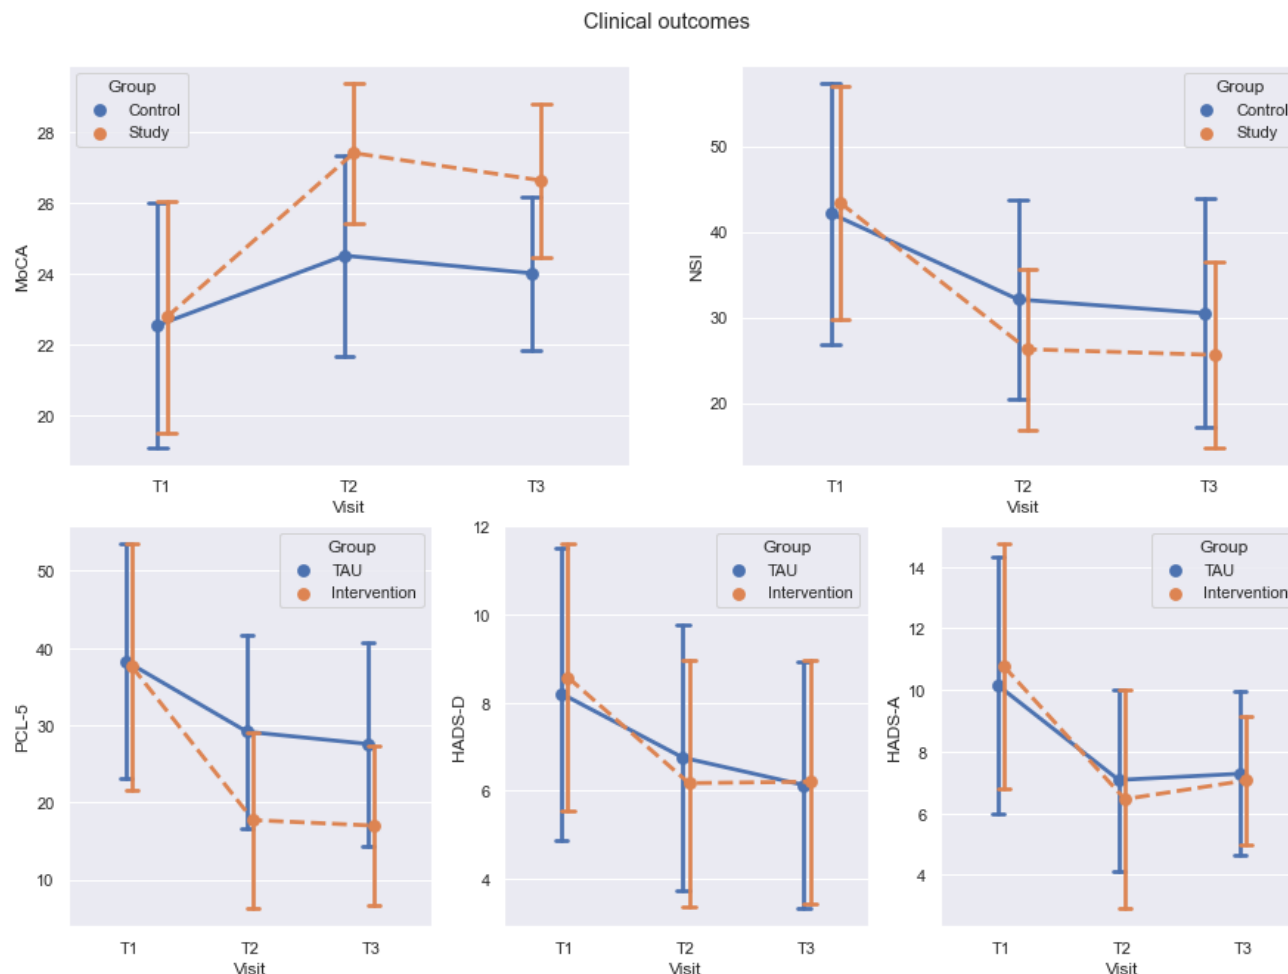 Clinical outcomes
Group
Control
Study
28
26
24
22
20
MoCA
T1
T2
T3
Visit
Group
Control
Study
50
40
30
20
NSI
T1
T2
T3
Visit
Group
TAU
Intervention
50
40
30
20
10
PCL-5
T1
T2
T3
Visit
Group
TAU
Intervention
12
10
8
6
4
HADS-D
T1
T2
T3
Visit
Group
TAU
Intervention
14
12
10
8
6
4
HADS-A
T1
T2
T3
Visit